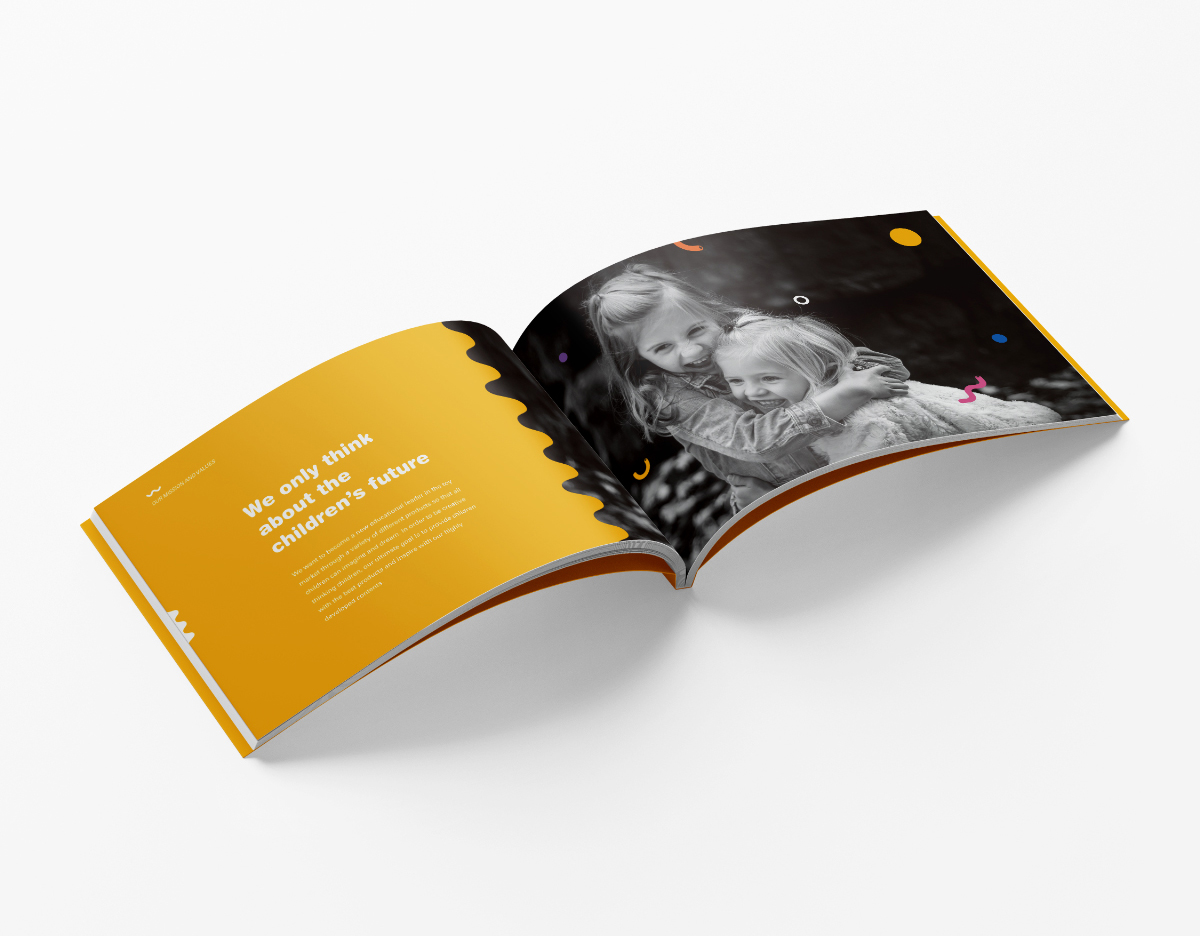 OUR MISSION AND VALUES
We only think
about the
children's future
We want to become a new educational leader in the toy
market through a variety of different products so that all
children can imagine and dream. In order to be creative
thinking children, our ultimate goal is to provide children
with the best products and inspire with our highly
developed contents.